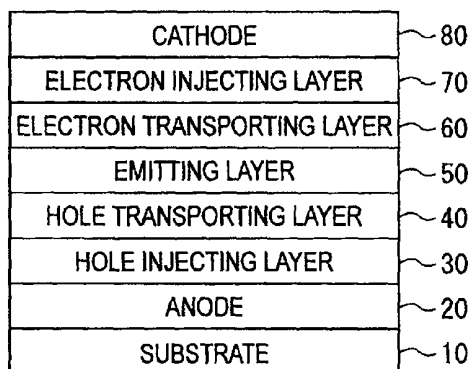 CATHODE 80
ELECTRON INJECTING LAYER 70
ELECTRON TRANSPORTING LAYER 60
EMITTING LAYER 50
HOLE TRANSPORTING LAYER 40
HOLE INJECTING LAYER 30
ANODE 20
SUBSTRATE 10